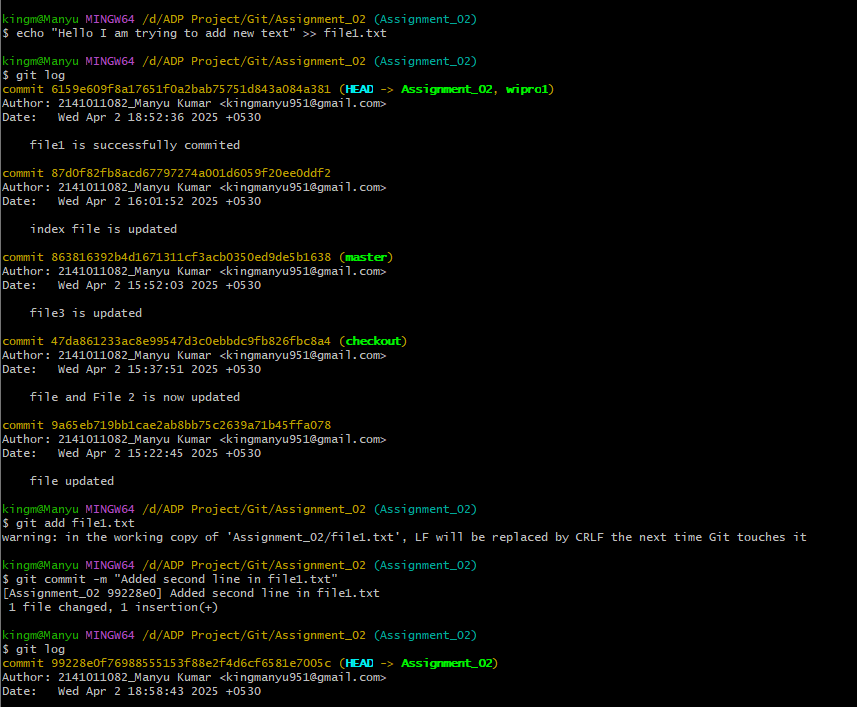 kingm@Manyu MINGW64 /d/ADP Project/Git/Assignment_02 (Assignment_02)
$ echo "Hello I am trying to add new text" >> file1.txt
kingm@Manyu MINGW64 /d/ADP Project/Git/Assignment_02 (Assignment_02)
$ git log
commit 6159e609f8a17651f0a2bab75751d843a084a381 (HEAD -> Assignment_02, wipro1)
Author: 2141011082_Manyu Kumar <kingmanyu951@gmail.com>
Date:   Wed Apr 2 18:52:36 2025 +0530
    file1 is successfully commited
commit 87d0f82fb8acd67797274a001d6059f20ee0ddf2
Author: 2141011082_Manyu Kumar <kingmanyu951@gmail.com>
Date:   Wed Apr 2 16:01:52 2025 +0530
    index file is updated
commit 863816392b4d1671311cf3acb0350ed9de5b1638 (master)
Author: 2141011082_Manyu Kumar <kingmanyu951@gmail.com>
Date:   Wed Apr 2 15:52:03 2025 +0530
    file3 is updated
commit 47da861233ac8e99547d3c0ebbdc9fb826fbc8a4 (checkout)
Author: 2141011082_Manyu Kumar <kingmanyu951@gmail.com>
Date:   Wed Apr 2 15:37:51 2025 +0530
    file and File 2 is now updated
commit 9a65eb719bb1cae2ab8bb75c2639a71b45ffa078
Author: 2141011082_Manyu Kumar <kingmanyu951@gmail.com>
Date:   Wed Apr 2 15:22:45 2025 +0530
    file updated
kingm@Manyu MINGW64 /d/ADP Project/Git/Assignment_02 (Assignment_02)
$ git add file1.txt
warning: in the working copy of 'Assignment_02/file1.txt', LF will be replaced by CRLF the next time Git touches it
kingm@Manyu MINGW64 /d/ADP Project/Git/Assignment_02 (Assignment_02)
$ git commit -m "Added second line in file1.txt"
[Assignment_02 99228e0] Added second line in file1.txt
 1 file changed, 1 insertion(+)
kingm@Manyu MINGW64 /d/ADP Project/Git/Assignment_02 (Assignment_02)
$ git log
commit 99228e0f76988555153f88e2f4d6cf6581e7005c (HEAD -> Assignment_02)
Author: 2141011082_Manyu Kumar <kingmanyu951@gmail.com>
Date:   Wed Apr 2 18:58:43 2025 +0530